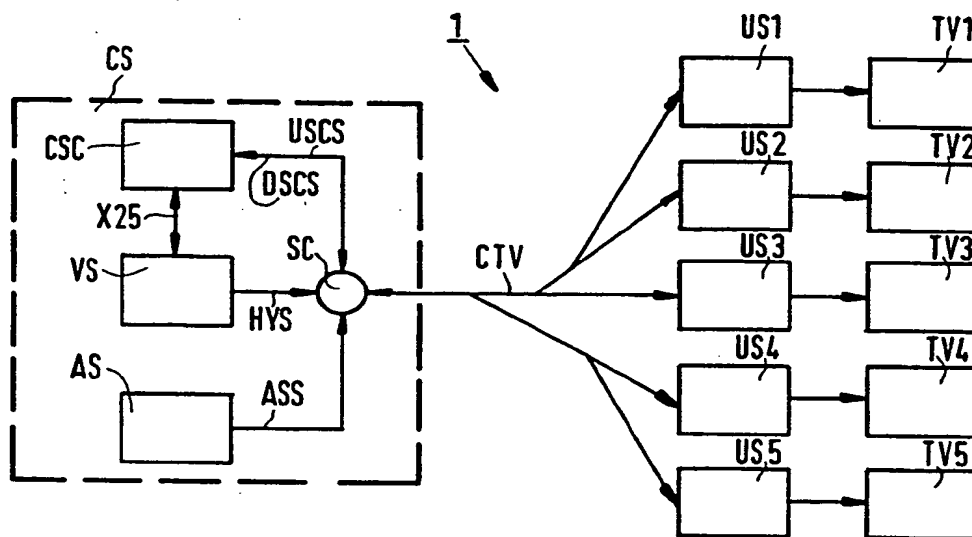 1
CS
CSC
USCS
DSCS
X25
VS
SC
HYS
AS
ASS
CTV
US1
TV1
US2
TV2
US3
TV3
US4
TV4
US5
TV5